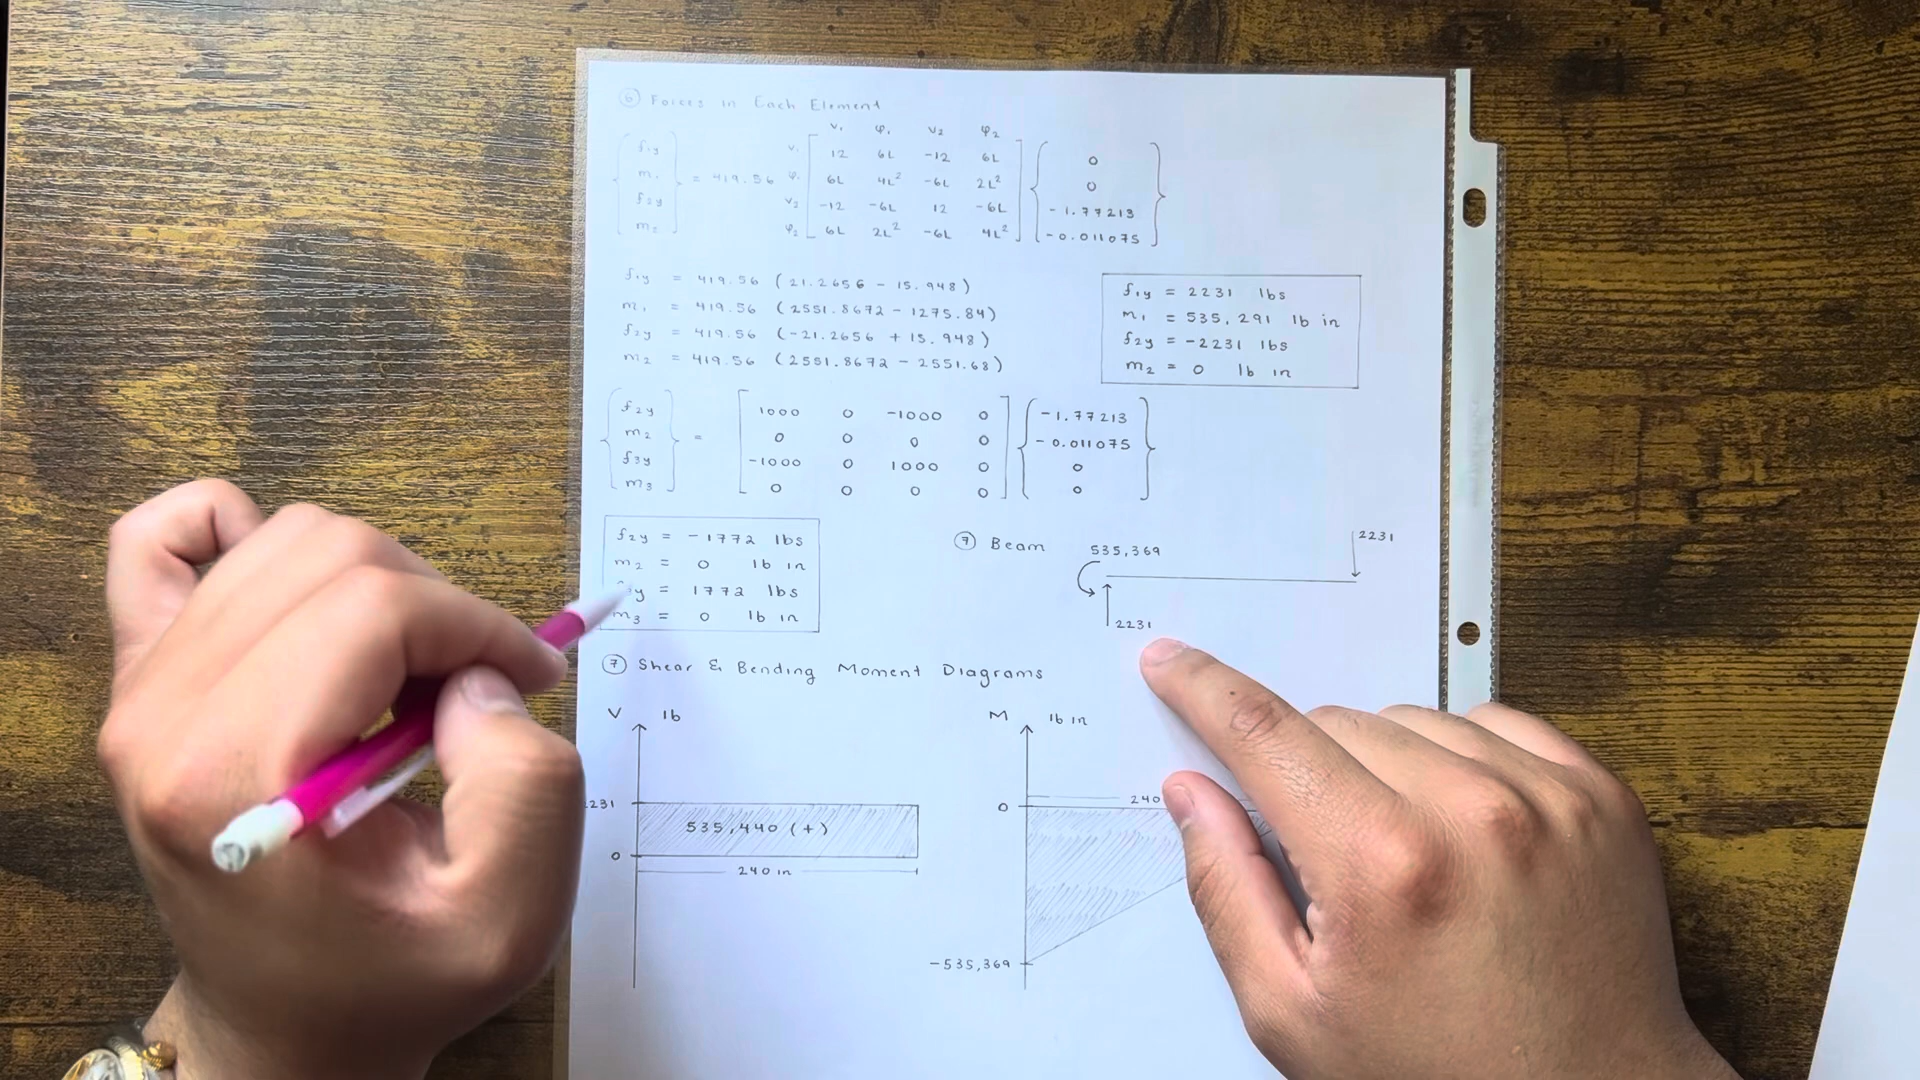 ⑥ Forces in Each Element
v₁ φ₁ v₂ φ₂
f₁y v₁ 12 6L -12 6L 0
m₁ = 419.56 φ₁ 6L 4L² -6L 2L² 0
f₂y v₂ -12 -6L 12 -6L -1.77213
m₂ φ₂ 6L 2L² -6L 4L² -0.011075
f₁y = 419.56 (21.2656 - 15.948)
m₁ = 419.56 (2551.8672 - 1275.84)
f₂y = 419.56 (-21.2656 + 15.948)
m₂ = 419.56 (2551.8672 - 2551.68)
f₁y = 2231 lbs
m₁ = 535,291 lb in
f₂y = -2231 lbs
m₂ = 0 lb in
f₂y 1000 0 -1000 0 -1.77213
m₂ = 0 0 0 0 -0.011075
f₃y -1000 0 1000 0 0
m₃ 0 0 0 0 0
f₂y = -1772 lbs
m₂ = 0 lb in
y = 1772 lbs
m₃ = 0 lb in
⑦ Beam
535,369
2231
2231
⑦ Shear & Bending Moment Diagrams
V lb
231
535,440 (+)
0
240 in
M lb in
240
0
-535,369